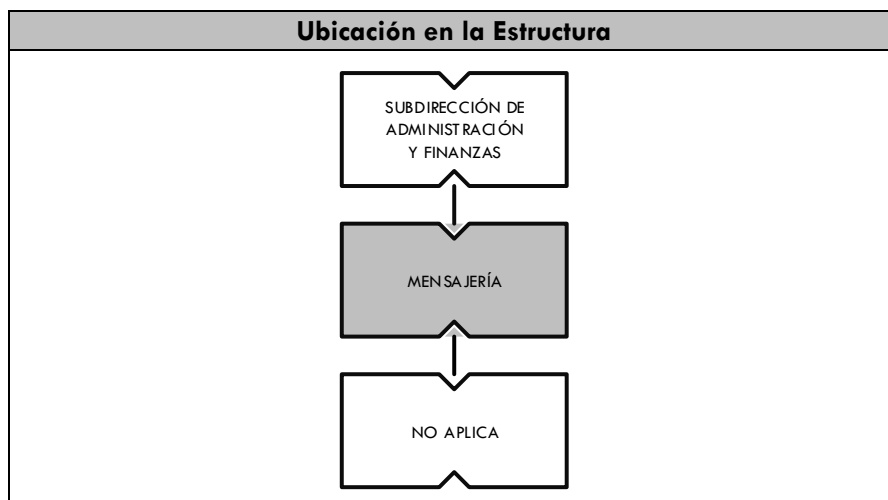 Ubicación en la Estructura
SUBDIRECCIÓN DE
ADMINISTRACIÓN
Y FINANZAS
MENSAJERÍA
NO APLICA